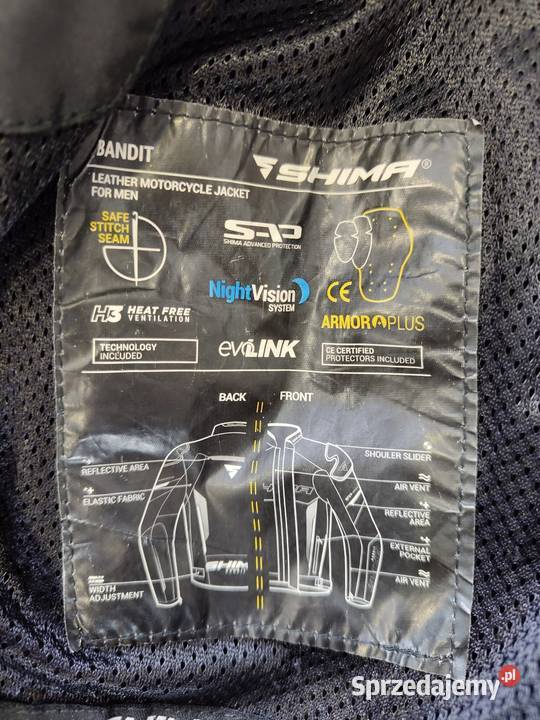 BANDIT
SHIMA®
LEATHER MOTORCYCLE JACKET
FOR MEN
SAFE
STITCH
SEAM
SAP
SHIMA ADVANCED PROTECTION
NightVision
SYSTEM
CE
H3 HEAT FREE
VENTILATION
ARMOR PLUS
TECHNOLOGY
INCLUDED
evoLINK
CE CERTIFIED
PROTECTORS INCLUDED
BACK
FRONT
REFLECTIVE AREA
ELASTIC FABRIC
WIDTH
ADJUSTMENT
SHOULER SLIDER
AIR VENT
REFLECTIVE
AREA
EXTERNAL
POCKET
AIR VENT
SHIMA
SHIM
Sprzedajemy.pl